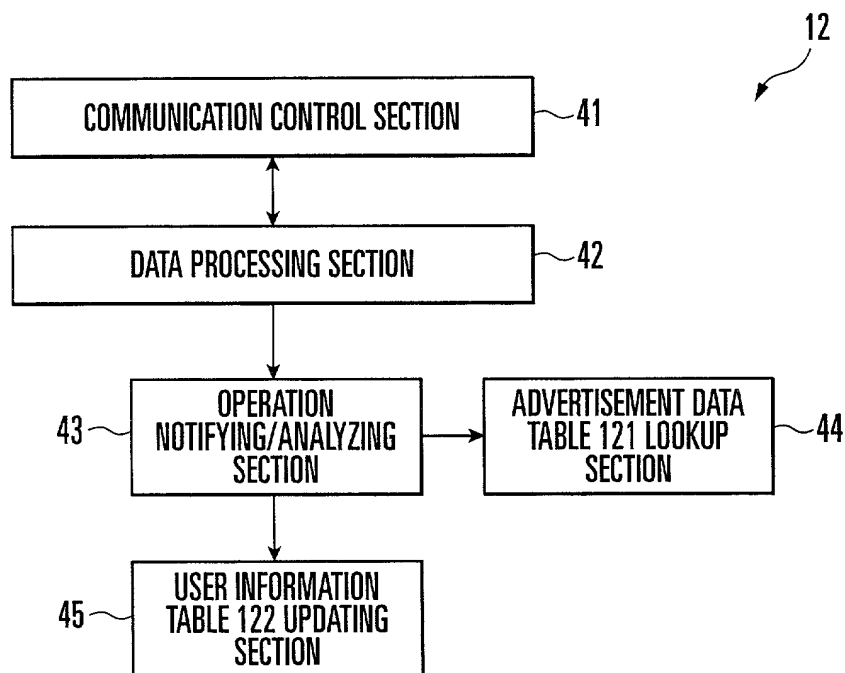 12
COMMUNICATION CONTROL SECTION
41
DATA PROCESSING SECTION
42
43
OPERATION
NOTIFYING/ANALYZING
SECTION
ADVERTISEMENT DATA
TABLE 121 LOOKUP
SECTION
44
45
USER INFORMATION
TABLE 122 UPDATING
SECTION